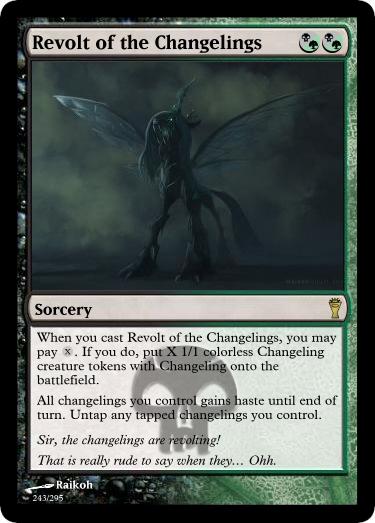 Revolt of the Changelings
Sorcery
When you cast Revolt of the Changelings, you may
pay X. If you do, put X 1/1 colorless Changeling
creature tokens with Changeling onto the
battlefield.
All changelings you control gains haste until end of
turn. Untap any tapped changelings you control.
Sir, the changelings are revolting!
That is really rude to say when they… Ohh.
Raikoh
243/295